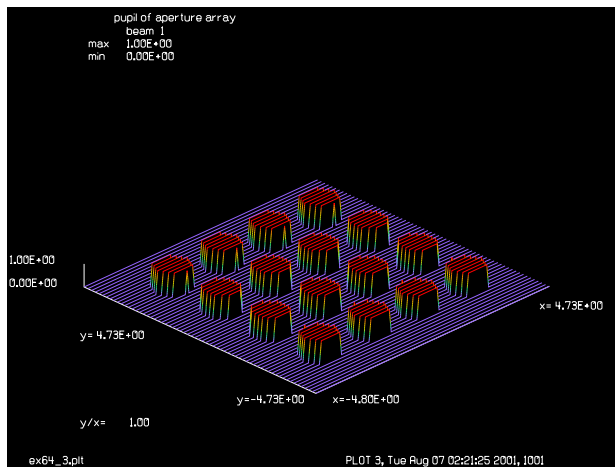 pupil of aperture array
beam 1
max 1.00E+00
min 0.00E+00
1.00E+00
0.00E+00
x= 4.73E+00
y= 4.73E+00
y=-4.73E+00
x=-4.80E+00
y/x= 1.00
ex64_3.plt
PLOT 3, Tue Aug 07 02:21:25 2001, 1001